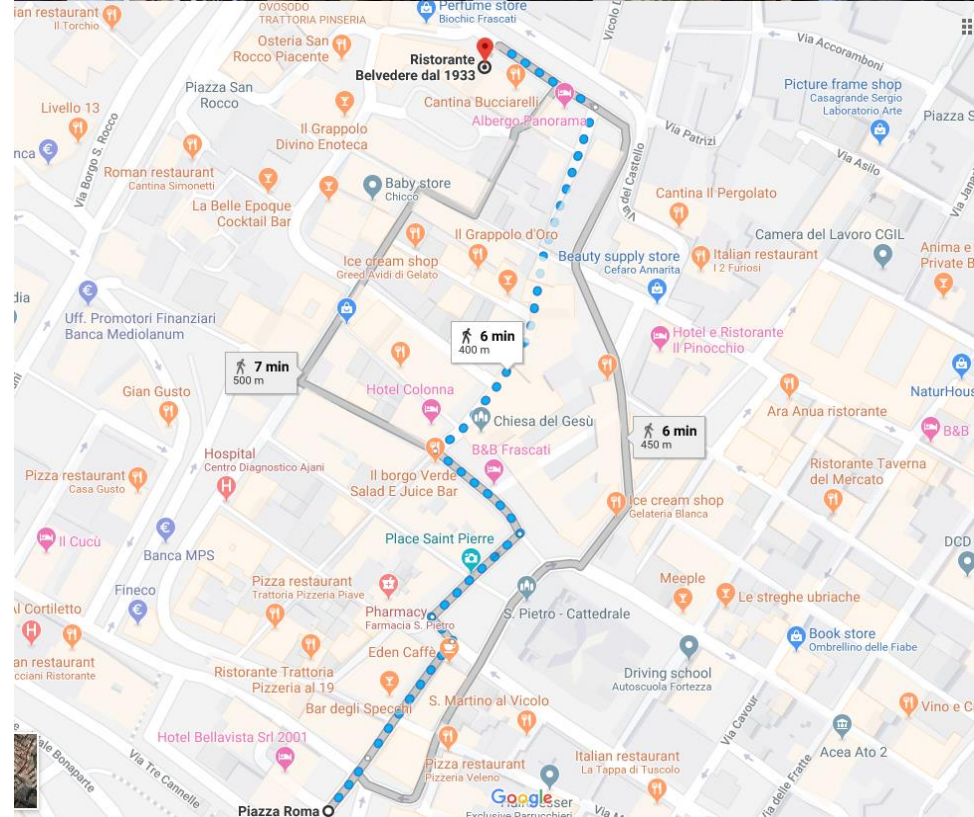 OVOSODO
TRATTORIA PINSERIA
Perfume store
Biochic Frascati
ian restaurant
Il Torchio
Osteria San
Rocco Piacente
Ristorante
Belvedere dal 1933
Via Accoramboni
Piazza San
Rocco
Livello 13
Cantina Bucciarelli
Albergo Panorama
Picture frame shop
Casagrande Sergio
Laboratorio Arte
Piazza S
Il Grappolo
Divino Enoteca
Via Patrizi
nca
Via Borgo S. Rocco
Roman restaurant
Cantina Simonetti
Via Asilo
Baby store
Chicco
Via del Castello
Cantina Il Pergolato
La Belle Epoque
Cocktail Bar
Il Grappolo d'Oro
Camera del Lavoro CGIL
Ice cream shop
Greed Avidi di Gelato
Beauty supply store
Cefaro Annarita
Italian restaurant
I 2 Furiosi
Anima e
Private B
dia
Uff. Promotori Finanziari
Banca Mediolanum
6 min
400 m
Hotel e Ristorante
Il Pinocchio
7 min
500 m
Gian Gusto
Hotel Colonna
NaturHous
Chiesa del Gesù
Ara Anua ristorante
6 min
450 m
B&B
Hospital
Centro Diagnostico Ajani
B&B Frascati
Pizza restaurant
Casa Gusto
Il borgo Verde
Salad E Juice Bar
Ristorante Taverna
del Mercato
Ice cream shop
Gelateria Blanca
Il Cucù
Banca MPS
Place Saint Pierre
DCD
Fineco
Pizza restaurant
Trattoria Pizzeria Piave
Meeple
Le streghe ubriache
Al Cortiletto
Pharmacy
Farmacia S. Pietro
S. Pietro - Cattedrale
Book store
Ombrellino delle Fiabe
Eden Caffè
an restaurant
cciani Ristorante
Ristorante Trattoria
Pizzeria al 19
Driving school
Autoscuola Fortezza
Bar degli Specchi
S. Martino al Vicolo
Vino e C
Via Cavour
Hotel Bellavista Srl 2001
Acea Ato 2
Pizza restaurant
Pizzeria Veleno
Italian restaurant
La Tappa di Tuscolo
ale Bonaparte
Via Tre Cannelle
Via delle Fratte
Google
Exclusive Parrucchieri
Piazza Roma